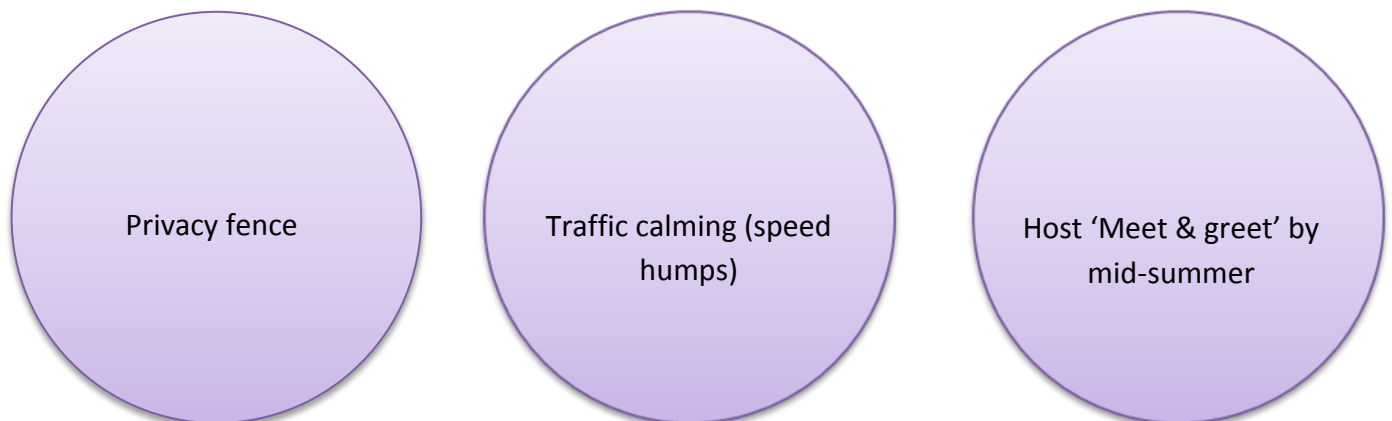 Privacy fence
Traffic calming (speed
humps)
Host ‘Meet & greet’ by
mid-summer